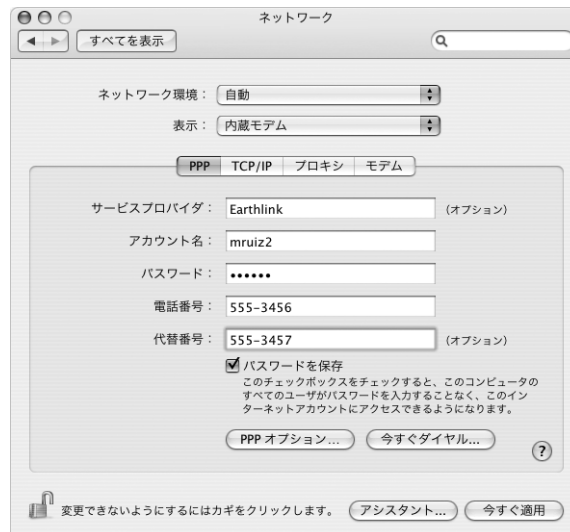 ネットワーク
すべてを表示
ネットワーク環境： 自動
表示： 内蔵モデム
PPP TCP/IP プロキシ モデム
サービスプロバイダ： Earthlink (オプション)
アカウント名： mruiz2
パスワード： ••••••
電話番号： 555-3456
代替番号： 555-3457 (オプション)
パスワードを保存
このチェックボックスをチェックすると、このコンピュータの
すべてのユーザがパスワードを入力することなく、このイン
ターネットアカウントにアクセスできるようになります。
PPP オプション... 今すぐダイヤル... ?
変更できないようにするにはカギをクリックします。 アシスタント... 今すぐ適用